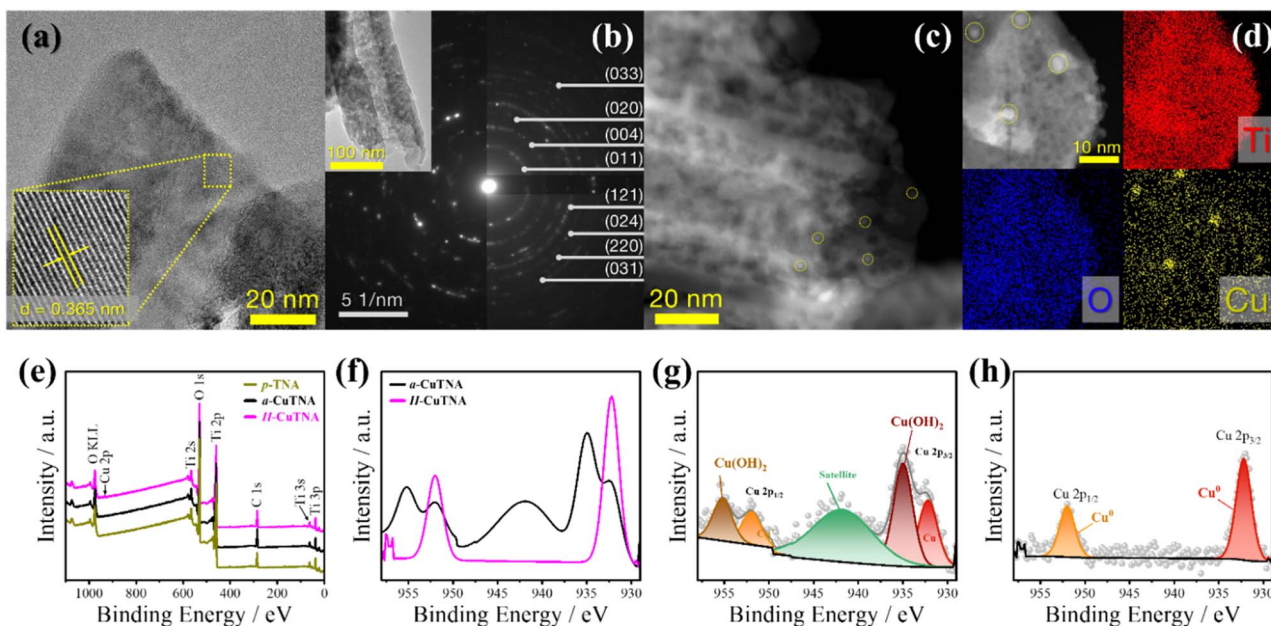 (a)
d = 0.365 nm
20 nm
(b)
100 nm
(033)
(020)
(004)
(011)
(121)
(024)
(220)
(031)
5 1/nm
(c)
20 nm
(d)
10 nm
Ti
O
Cu
(e)
p-TNA
a-CuTNA
H-CuTNA
O KLL
Cu 2p
Ti 2s
O 1s
Ti 2p
C 1s
Ti 3s
Ti 3p
Intensity / a.u.
1000 800 600 400 200 0
Binding Energy / eV
(f)
a-CuTNA
H-CuTNA
Intensity / a.u.
955 950 945 940 935 930
Binding Energy / eV
(g)
Cu(OH)₂
Cu 2p₁/₂
Cu
Satellite
Cu(OH)₂
Cu 2p₃/₂
Cu
Intensity / a.u.
955 950 945 940 935 930
Binding Energy / eV
(h)
Cu 2p₁/₂
Cu⁰
Cu 2p₃/₂
Cu⁰
Intensity / a.u.
955 950 945 940 935 930
Binding Energy / eV